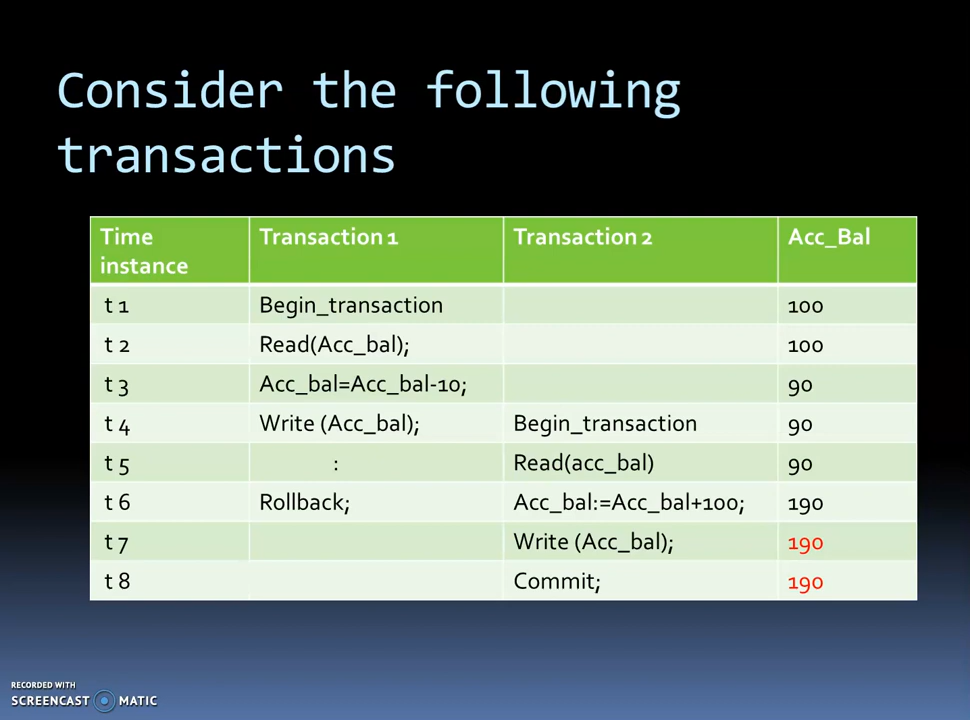 Consider the following
transactions
Time instance Transaction 1 Transaction 2 Acc_Bal
t 1 Begin_transaction 100
t 2 Read(Acc_bal); 100
t 3 Acc_bal=Acc_bal-10; 90
t 4 Write (Acc_bal); Begin_transaction 90
t 5 : Read(acc_bal) 90
t 6 Rollback; Acc_bal:=Acc_bal+100; 190
t 7 Write (Acc_bal); 190
t 8 Commit; 190
RECORDED WITH
SCREENCAST MATIC